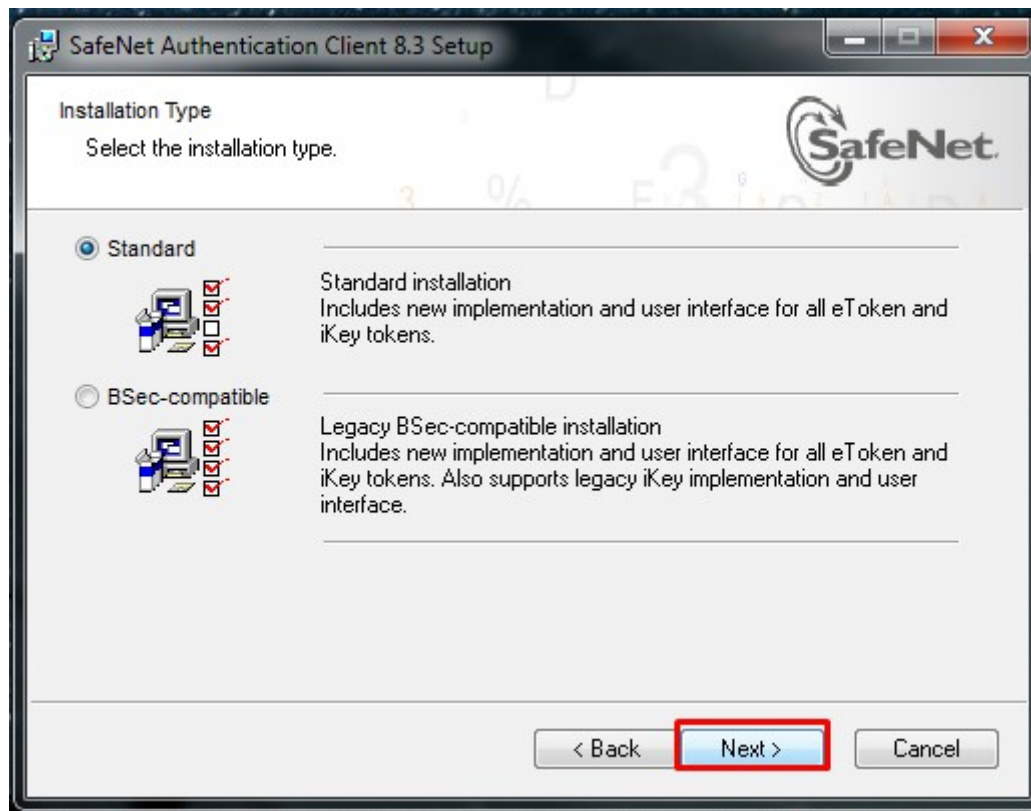 SafeNet Authentication Client 8.3 Setup
Installation Type
Select the installation type.
SafeNet.
Standard
Standard installation
Includes new implementation and user interface for all eToken and
iKey tokens.
BSec-compatible
Legacy BSec-compatible installation
Includes new implementation and user interface for all eToken and
iKey tokens. Also supports legacy iKey implementation and user
interface.
< Back
Next >
Cancel